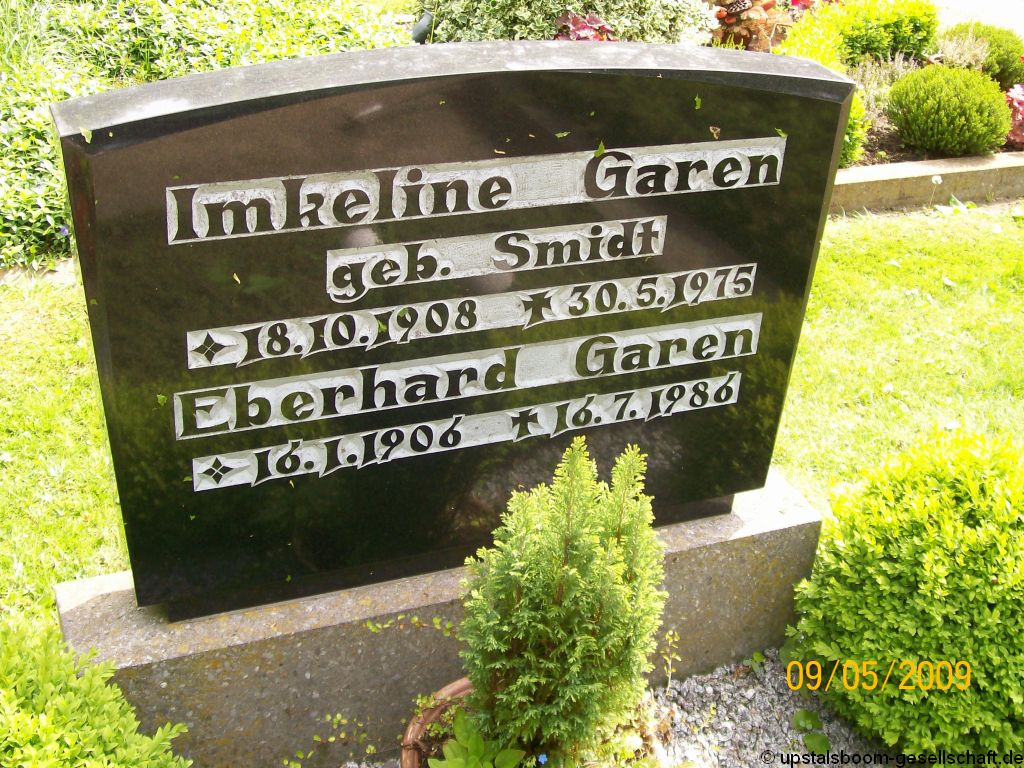 Imkeline Garen
geb. Smidt
18.10.1908 ✝ 30.5.1975
Eberhard Garen
16.1.1906 ✝ 16.7.1986
09/05/2009
© upstalsboom-gesellschaft.de